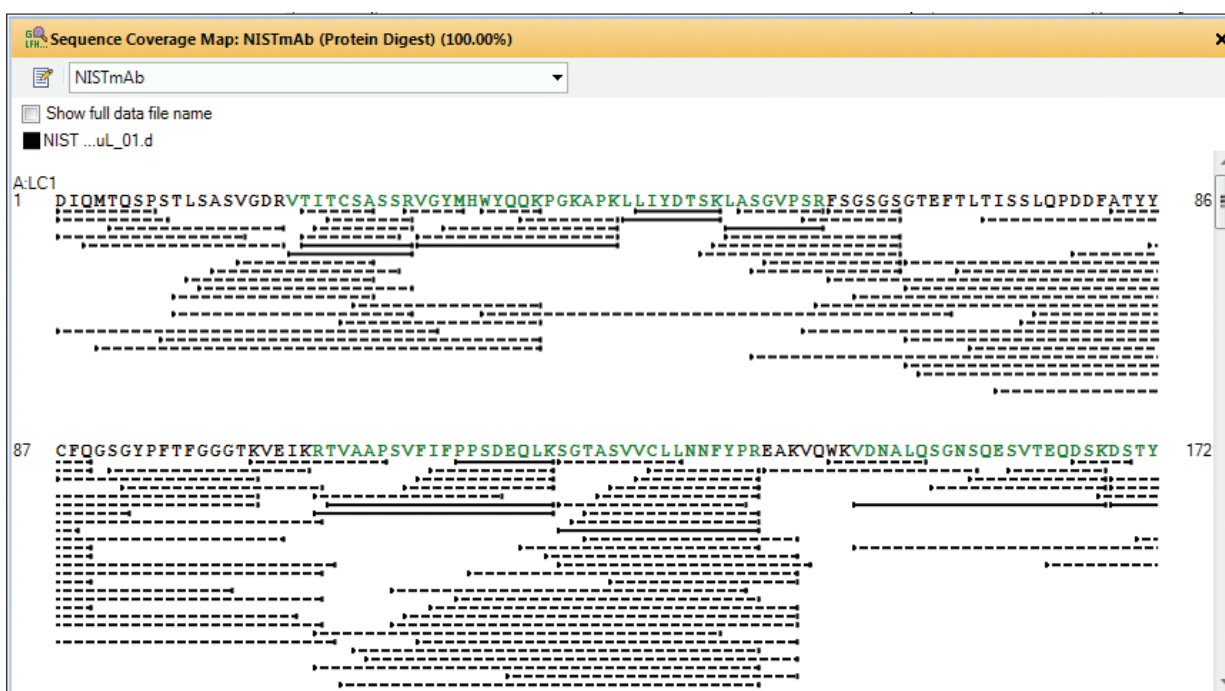 G
LFH... Sequence Coverage Map: NISTmAb (Protein Digest) (100.00%)
NISTmAb
Show full data file name
NIST ...uL_01.d
A:LC1
1 DIQMTQSPSTLSASVGDRVTITCSASSRVGYMHWYQQKPGKAPKLLIYDTSKLASGVPSRFSGSGSGTEFTLTISSLQPDDFATYY 86
87 CFQGSGYPFTFGGGTKVEIKRTVAAPSVFIFPPSDEQLKSGTASVVCLLNNFYPREAKVQWKVDNALQSGNSQESVTEQDSKDSTY 172